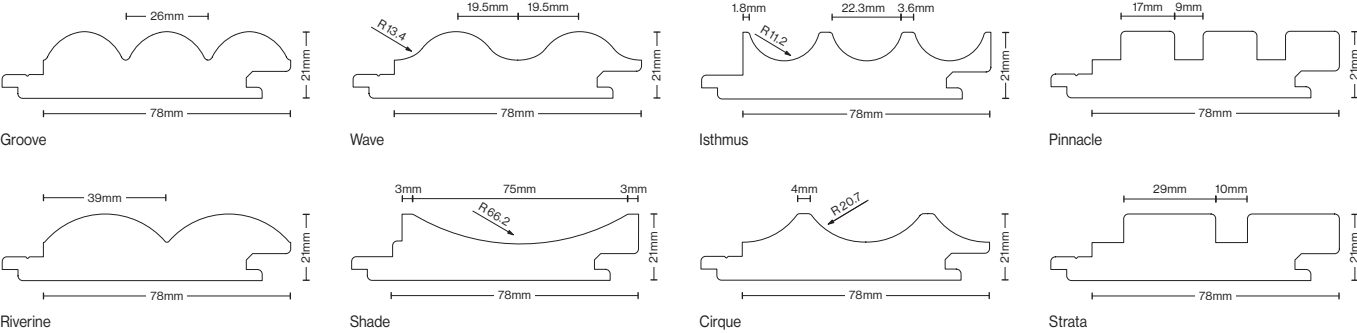 26mm
21mm
78mm
Groove
19.5mm 19.5mm
R13.4
21mm
78mm
Wave
1.8mm 22.3mm 3.6mm
R11.2
21mm
78mm
Isthmus
17mm 9mm
21mm
78mm
Pinnacle
39mm
21mm
78mm
Riverine
3mm 75mm 3mm
R66.2
21mm
78mm
Shade
4mm
R20.7
21mm
78mm
Cirque
29mm 10mm
21mm
78mm
Strata